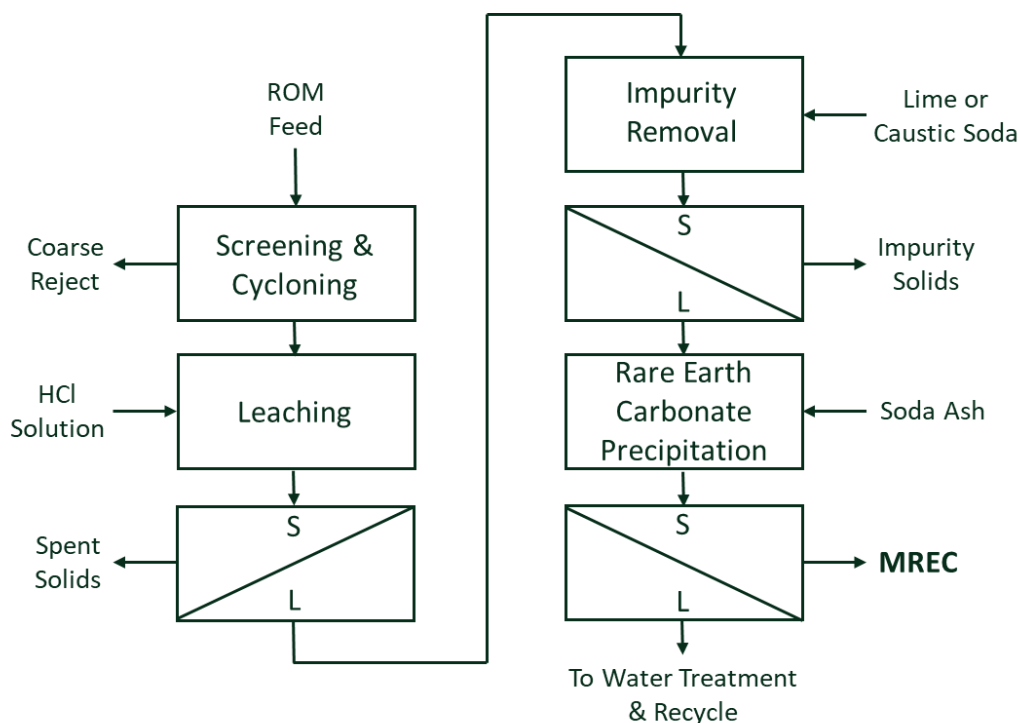 ROM
Feed
Screening &
Cycloning
Coarse
Reject
HCl
Solution
Leaching
S
L
Spent
Solids
Impurity
Removal
Lime or
Caustic Soda
S
L
Impurity
Solids
Rare Earth
Carbonate
Precipitation
Soda Ash
S
L
MREC
To Water Treatment
& Recycle